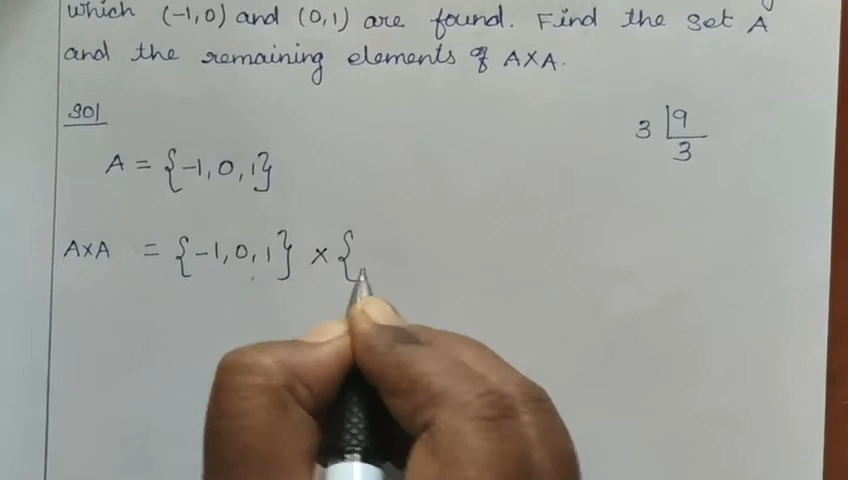 which (-1,0) and (0,1) are found. Find the set A
and the remaining elements of A×A.
Sol
3 | 9
3
A = {-1, 0, 1}
A×A = {-1, 0, 1} × {